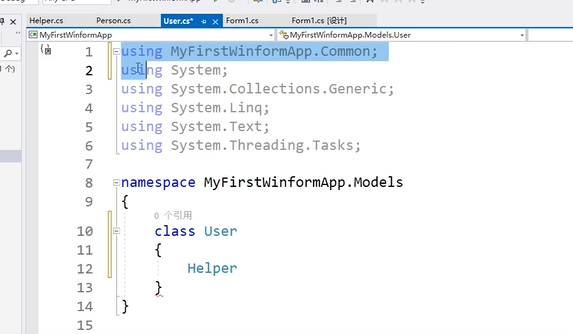 Helper.cs Person.cs User.cs* Form1.cs Form1.cs [设计]
MyFirstWinformApp MyFirstWinformApp.Models.User
1 using MyFirstWinformApp.Common;
2 using System;
3 using System.Collections.Generic;
4 using System.Linq;
5 using System.Text;
6 using System.Threading.Tasks;
7
8 namespace MyFirstWinformApp.Models
9 {
0 个引用
10 class User
11 {
12 Helper
13 }
14 }
15